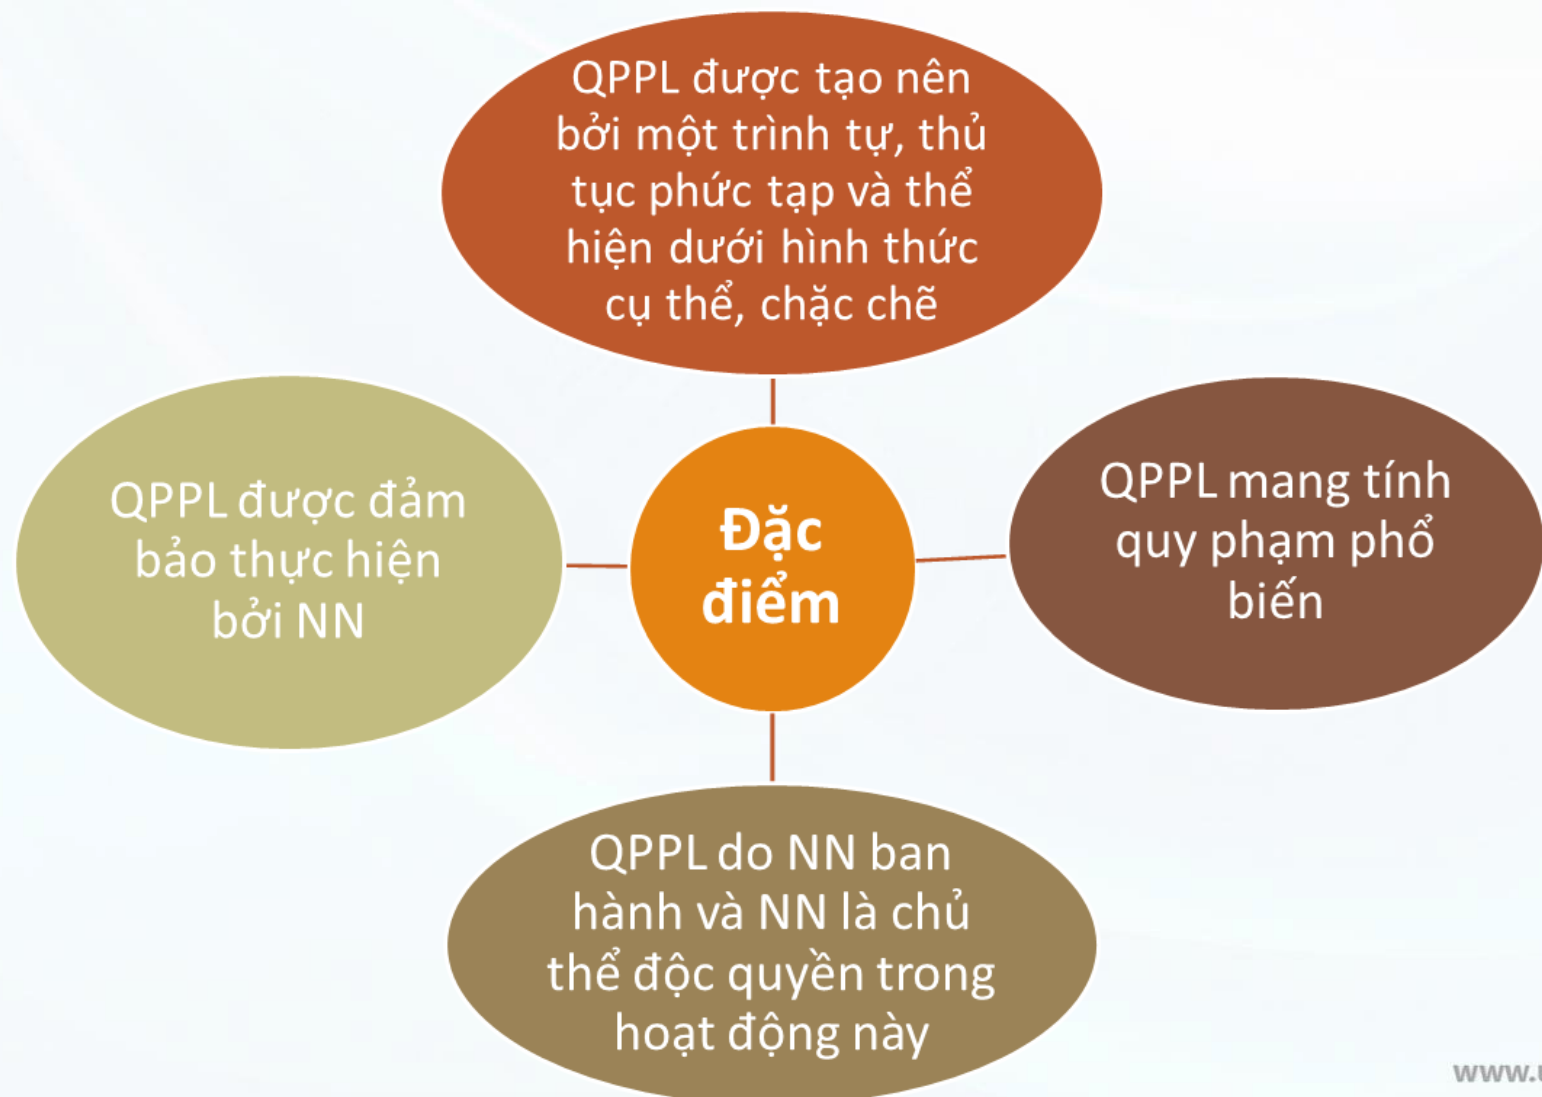 QPPL được tạo nên
bởi một trình tự, thủ
tục phức tạp và thể
hiện dưới hình thức
cụ thể, chặc chẽ
QPPL được đảm
bảo thực hiện
bởi NN
Đặc
điểm
QPPL mang tính
quy phạm phổ
biến
QPPL do NN ban
hành và NN là chủ
thể độc quyền trong
hoạt động này
www.